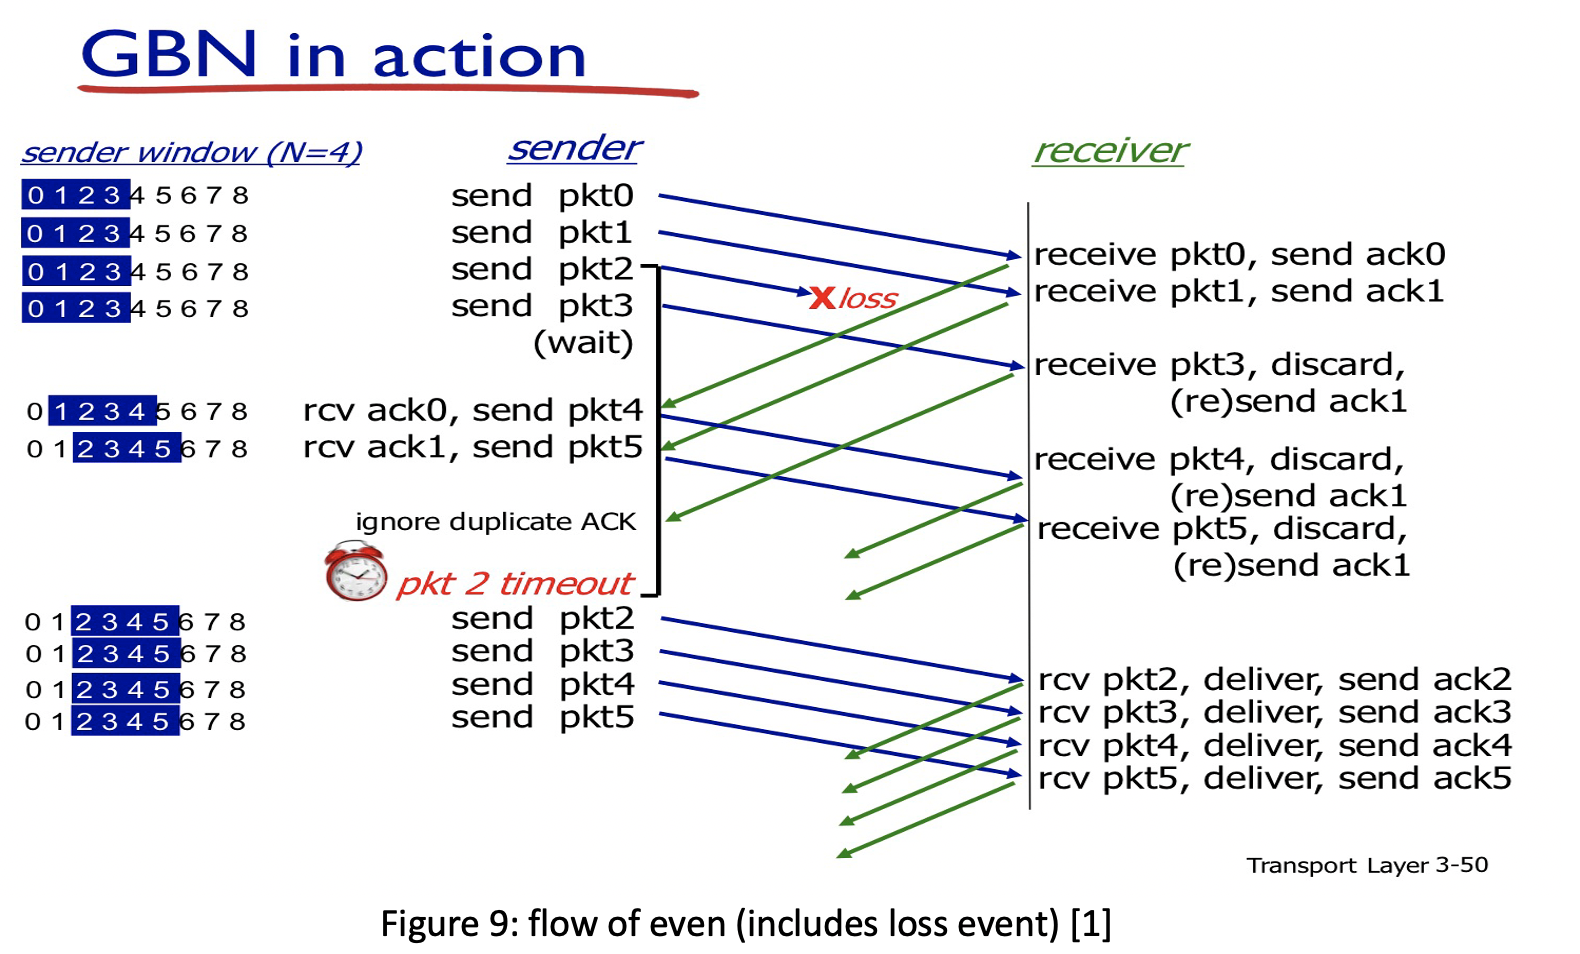 GBN in action
sender window (N=4)
sender
receiver
0 1 2 3 4 5 6 7 8
send pkt0
0 1 2 3 4 5 6 7 8
send pkt1
0 1 2 3 4 5 6 7 8
send pkt2
0 1 2 3 4 5 6 7 8
send pkt3
(wait)
X loss
receive pkt0, send ack0
receive pkt1, send ack1
receive pkt3, discard,
(re)send ack1
0 1 2 3 4 5 6 7 8
rcv ack0, send pkt4
0 1 2 3 4 5 6 7 8
rcv ack1, send pkt5
receive pkt4, discard,
(re)send ack1
receive pkt5, discard,
(re)send ack1
ignore duplicate ACK
pkt 2 timeout
0 1 2 3 4 5 6 7 8
send pkt2
0 1 2 3 4 5 6 7 8
send pkt3
0 1 2 3 4 5 6 7 8
send pkt4
0 1 2 3 4 5 6 7 8
send pkt5
rcv pkt2, deliver, send ack2
rcv pkt3, deliver, send ack3
rcv pkt4, deliver, send ack4
rcv pkt5, deliver, send ack5
Transport Layer 3-50
Figure 9: flow of even (includes loss event) [1]